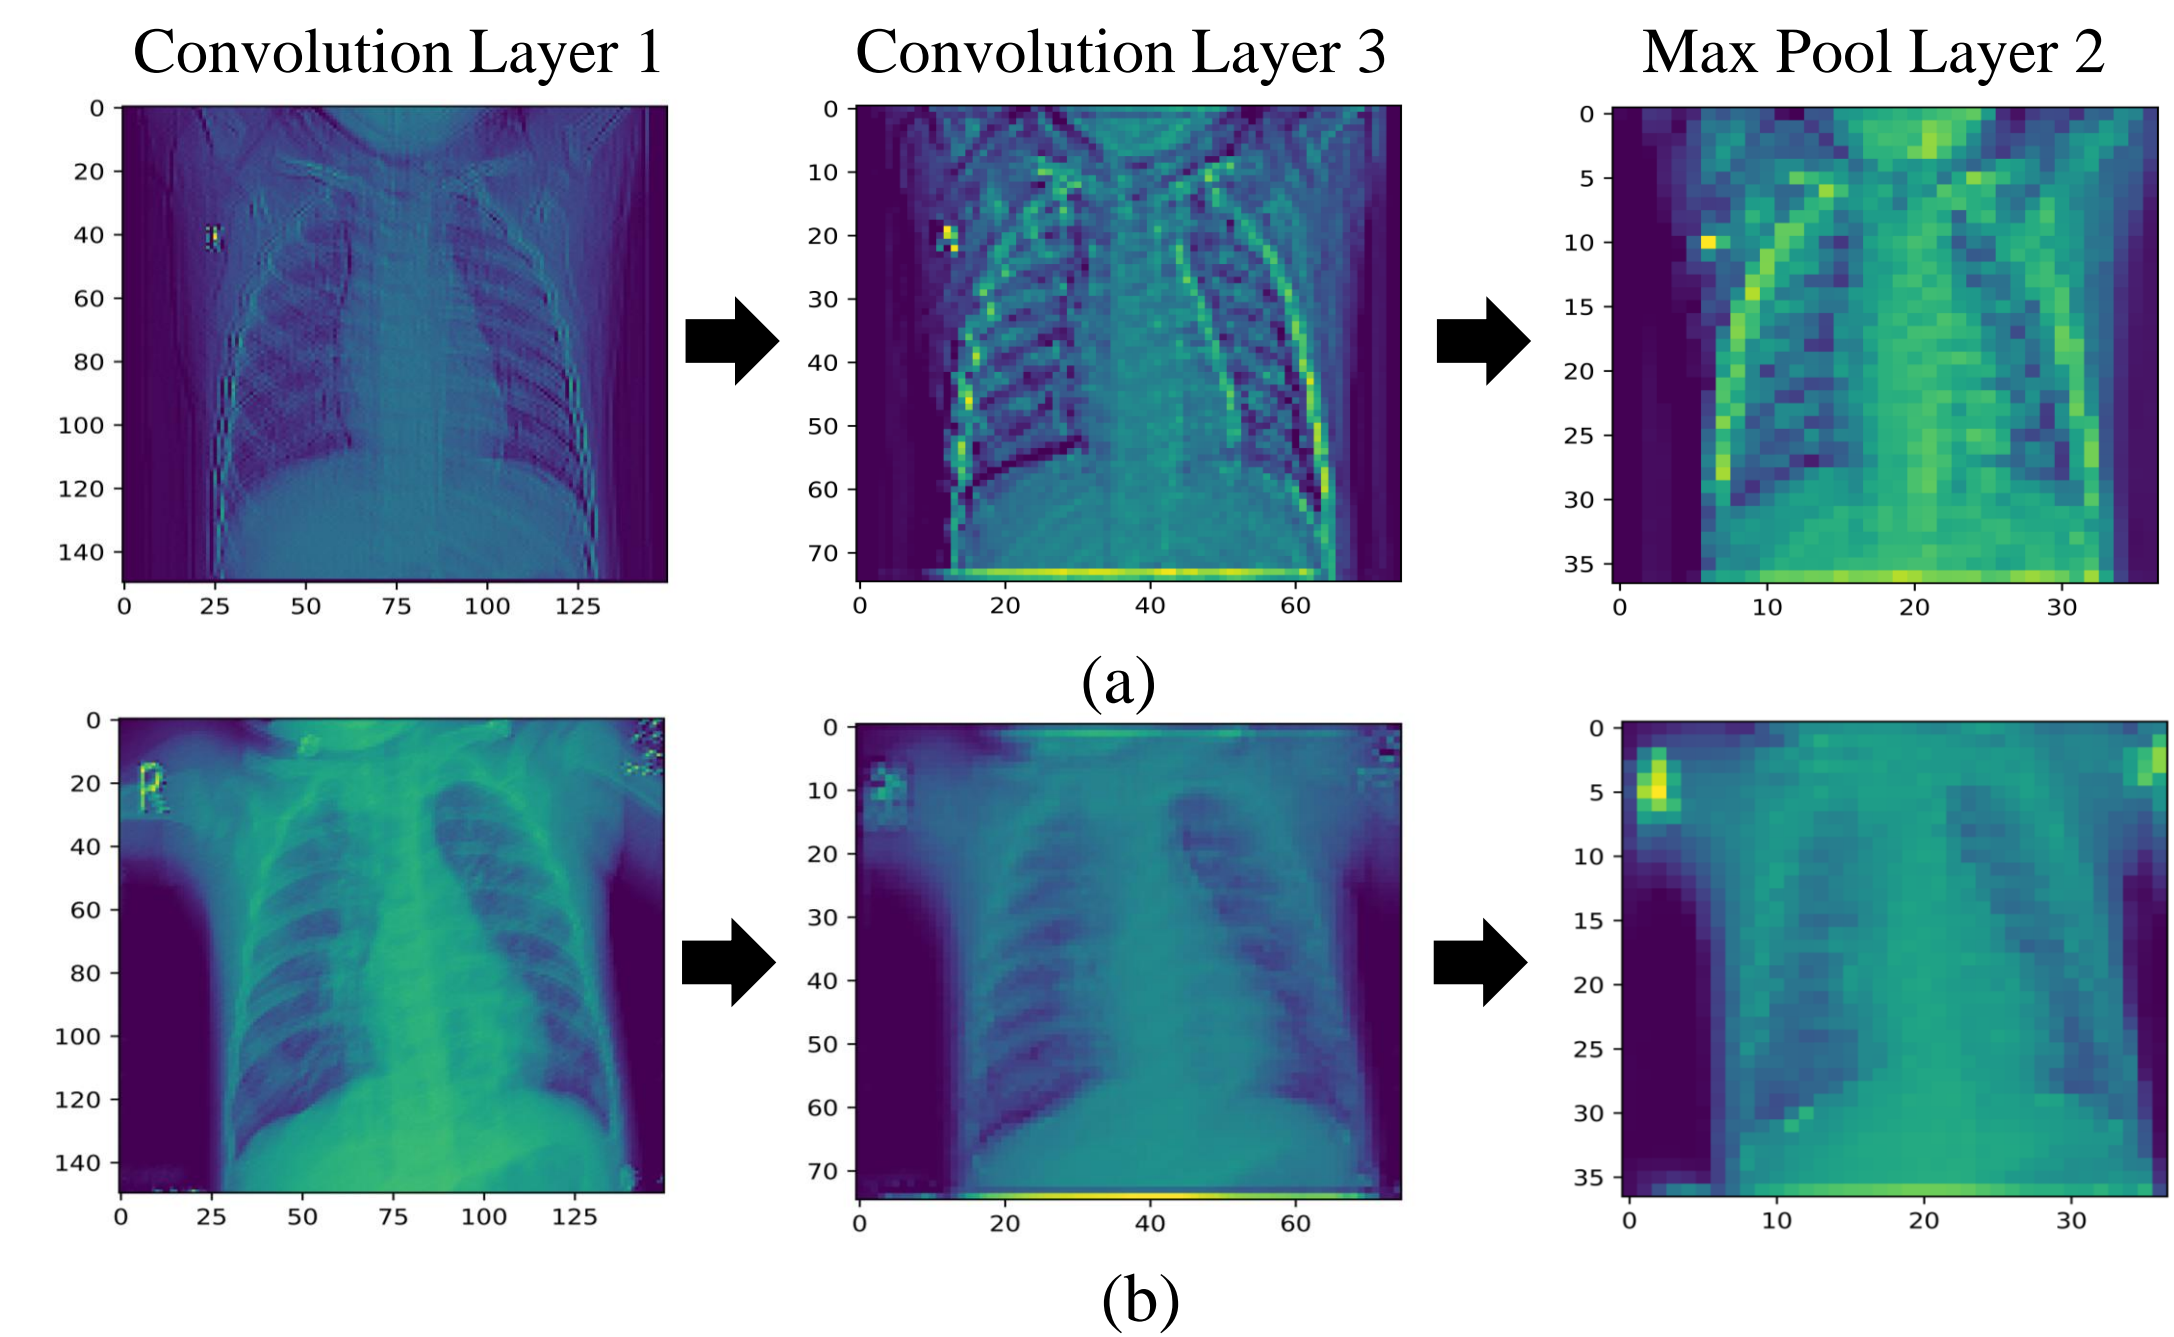 Convolution Layer 1 Convolution Layer 3 Max Pool Layer 2
0 20 40 60 80 100 120 140
0 25 50 75 100 125
0 10 20 30 40 50 60 70
0 20 40 60
0 5 10 15 20 25 30 35
0 10 20 30
(a)
R
0 20 40 60 80 100 120 140
0 25 50 75 100 125
0 10 20 30 40 50 60 70
0 20 40 60
0 5 10 15 20 25 30 35
0 10 20 30
(b)